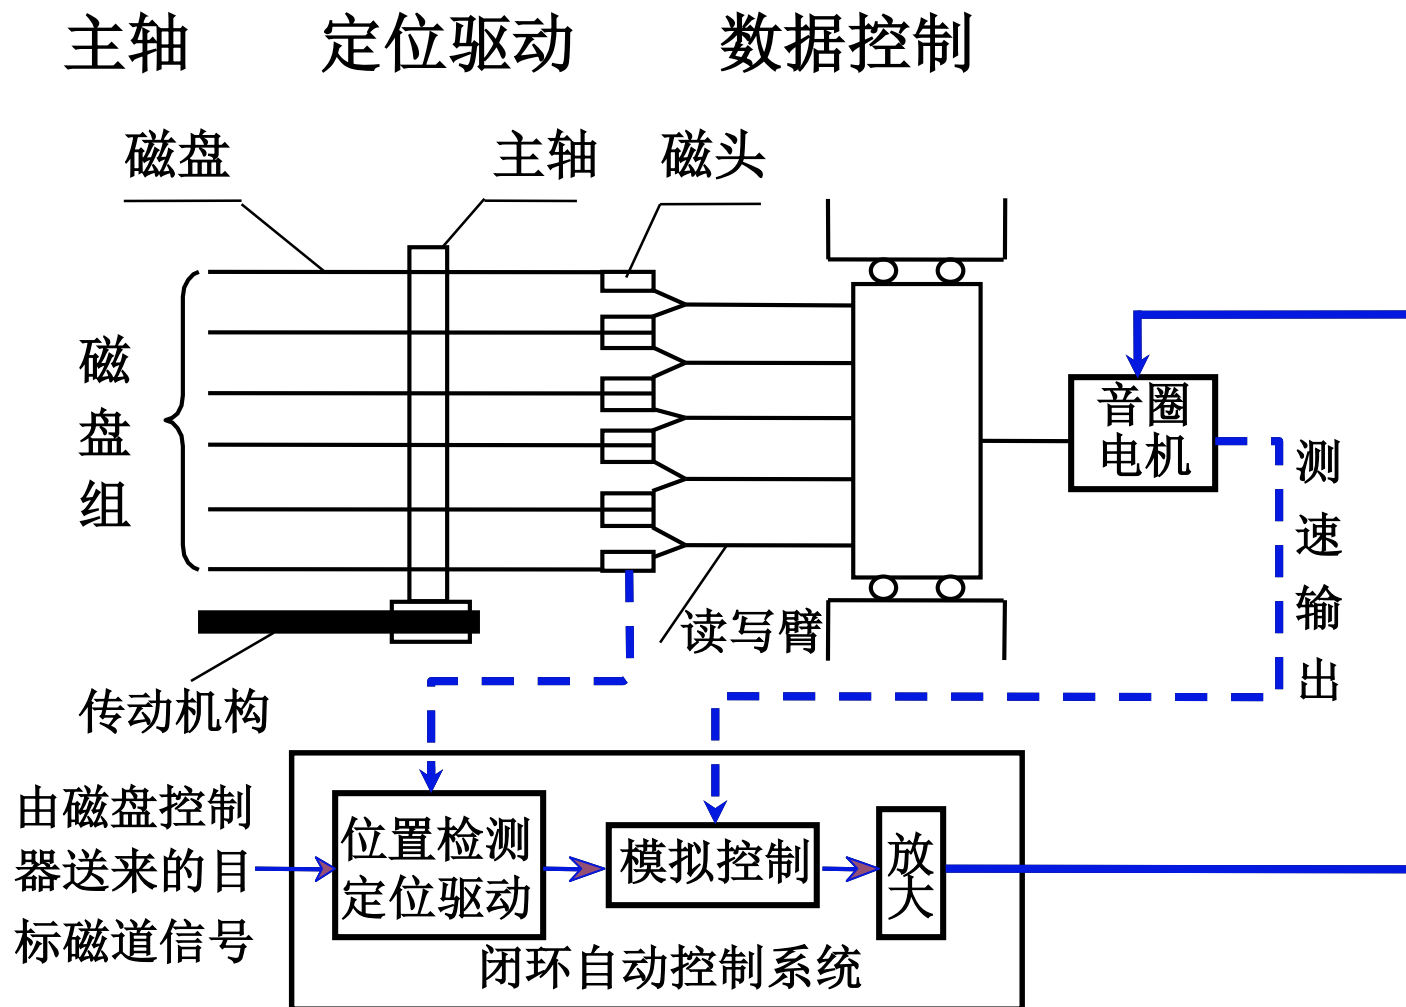 主轴 定位驱动 数据控制
磁盘 主轴 磁头
磁盘组
音圈
电机
测速输出
读写臂
传动机构
由磁盘控制
器送来的目
标磁道信号
位置检测
定位驱动
模拟控制
放大
闭环自动控制系统